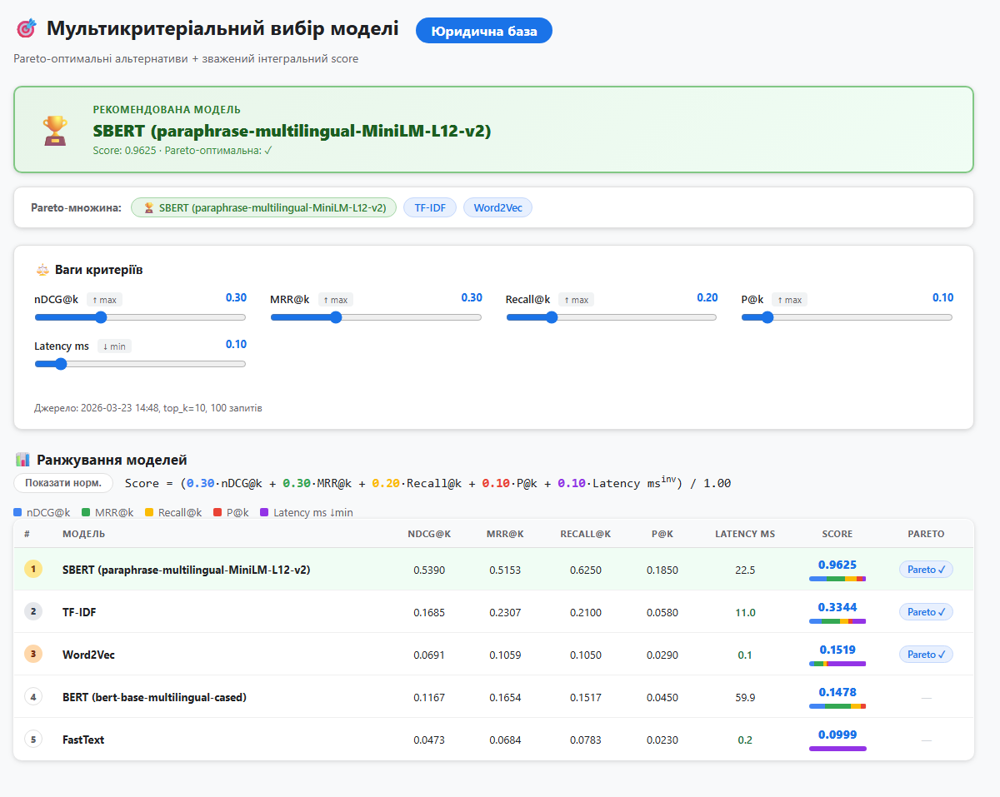 Мультикритеріальний вибір моделі Юридична база
Pareto-оптимальні альтернативи + зважений інтегральний score
РЕКОМЕНДОВАНА МОДЕЛЬ
SBERT (paraphrase-multilingual-MiniLM-L12-v2)
Score: 0.9625 · Pareto-оптимальна: ✓
Pareto-множина: SBERT (paraphrase-multilingual-MiniLM-L12-v2) TF-IDF Word2Vec
Ваги критеріїв
nDCG@k ↑ max 0.30 MRR@k ↑ max 0.30 Recall@k ↑ max 0.20 P@k ↑ max 0.10
Latency ms ↓ min 0.10
Джерело: 2026-03-23 14:48, top_k=10, 100 запитів
Ранжування моделей
Показати норм. Score = (0.30·nDCG@k + 0.30·MRR@k + 0.20·Recall@k + 0.10·P@k + 0.10·Latency ms^inv) / 1.00
nDCG@k MRR@k Recall@k P@k Latency ms ↓min
# МОДЕЛЬ NDCG@K MRR@K RECALL@K P@K LATENCY MS SCORE PARETO
1 SBERT (paraphrase-multilingual-MiniLM-L12-v2) 0.5390 0.5153 0.6250 0.1850 22.5 0.9625 Pareto ✓
2 TF-IDF 0.1685 0.2307 0.2100 0.0580 11.0 0.3344 Pareto ✓
3 Word2Vec 0.0691 0.1059 0.1050 0.0290 0.1 0.1519 Pareto ✓
4 BERT (bert-base-multilingual-cased) 0.1167 0.1654 0.1517 0.0450 59.9 0.1478 —
5 FastText 0.0473 0.0684 0.0783 0.0230 0.2 0.0999 —